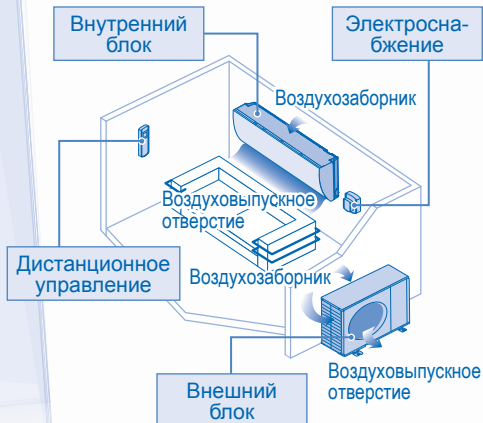 Внутренний
блок
Электросна-
бжение
Воздухозаборник
Воздуховыпускное
отверстие
Дистанционное
управление
Воздухозаборник
Воздуховыпускное
отверстие
Внешний
блок